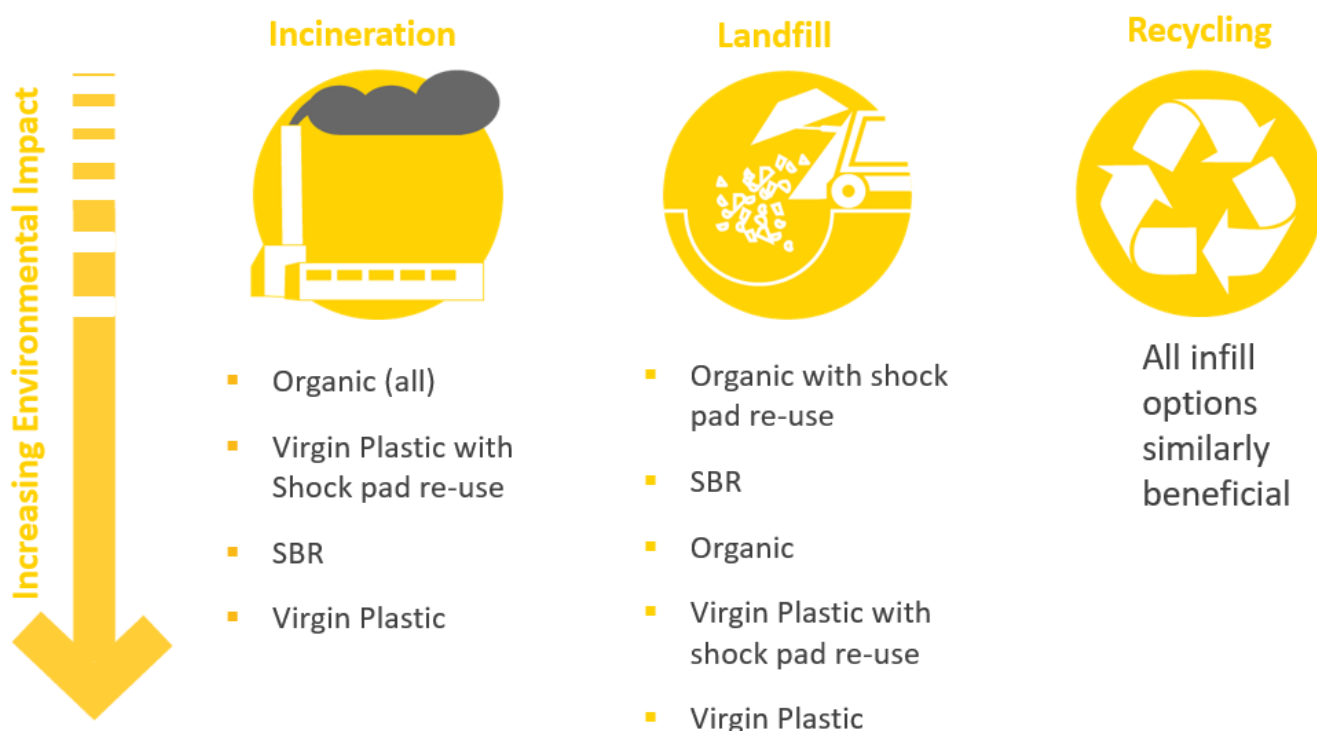 Increasing Environmental Impact
Incineration
▪ Organic (all)
▪ Virgin Plastic with
Shock pad re-use
▪ SBR
▪ Virgin Plastic
Landfill
▪ Organic with shock
pad re-use
▪ SBR
▪ Organic
▪ Virgin Plastic with
shock pad re-use
▪ Virgin Plastic
Recycling
All infill
options
similarly
beneficial